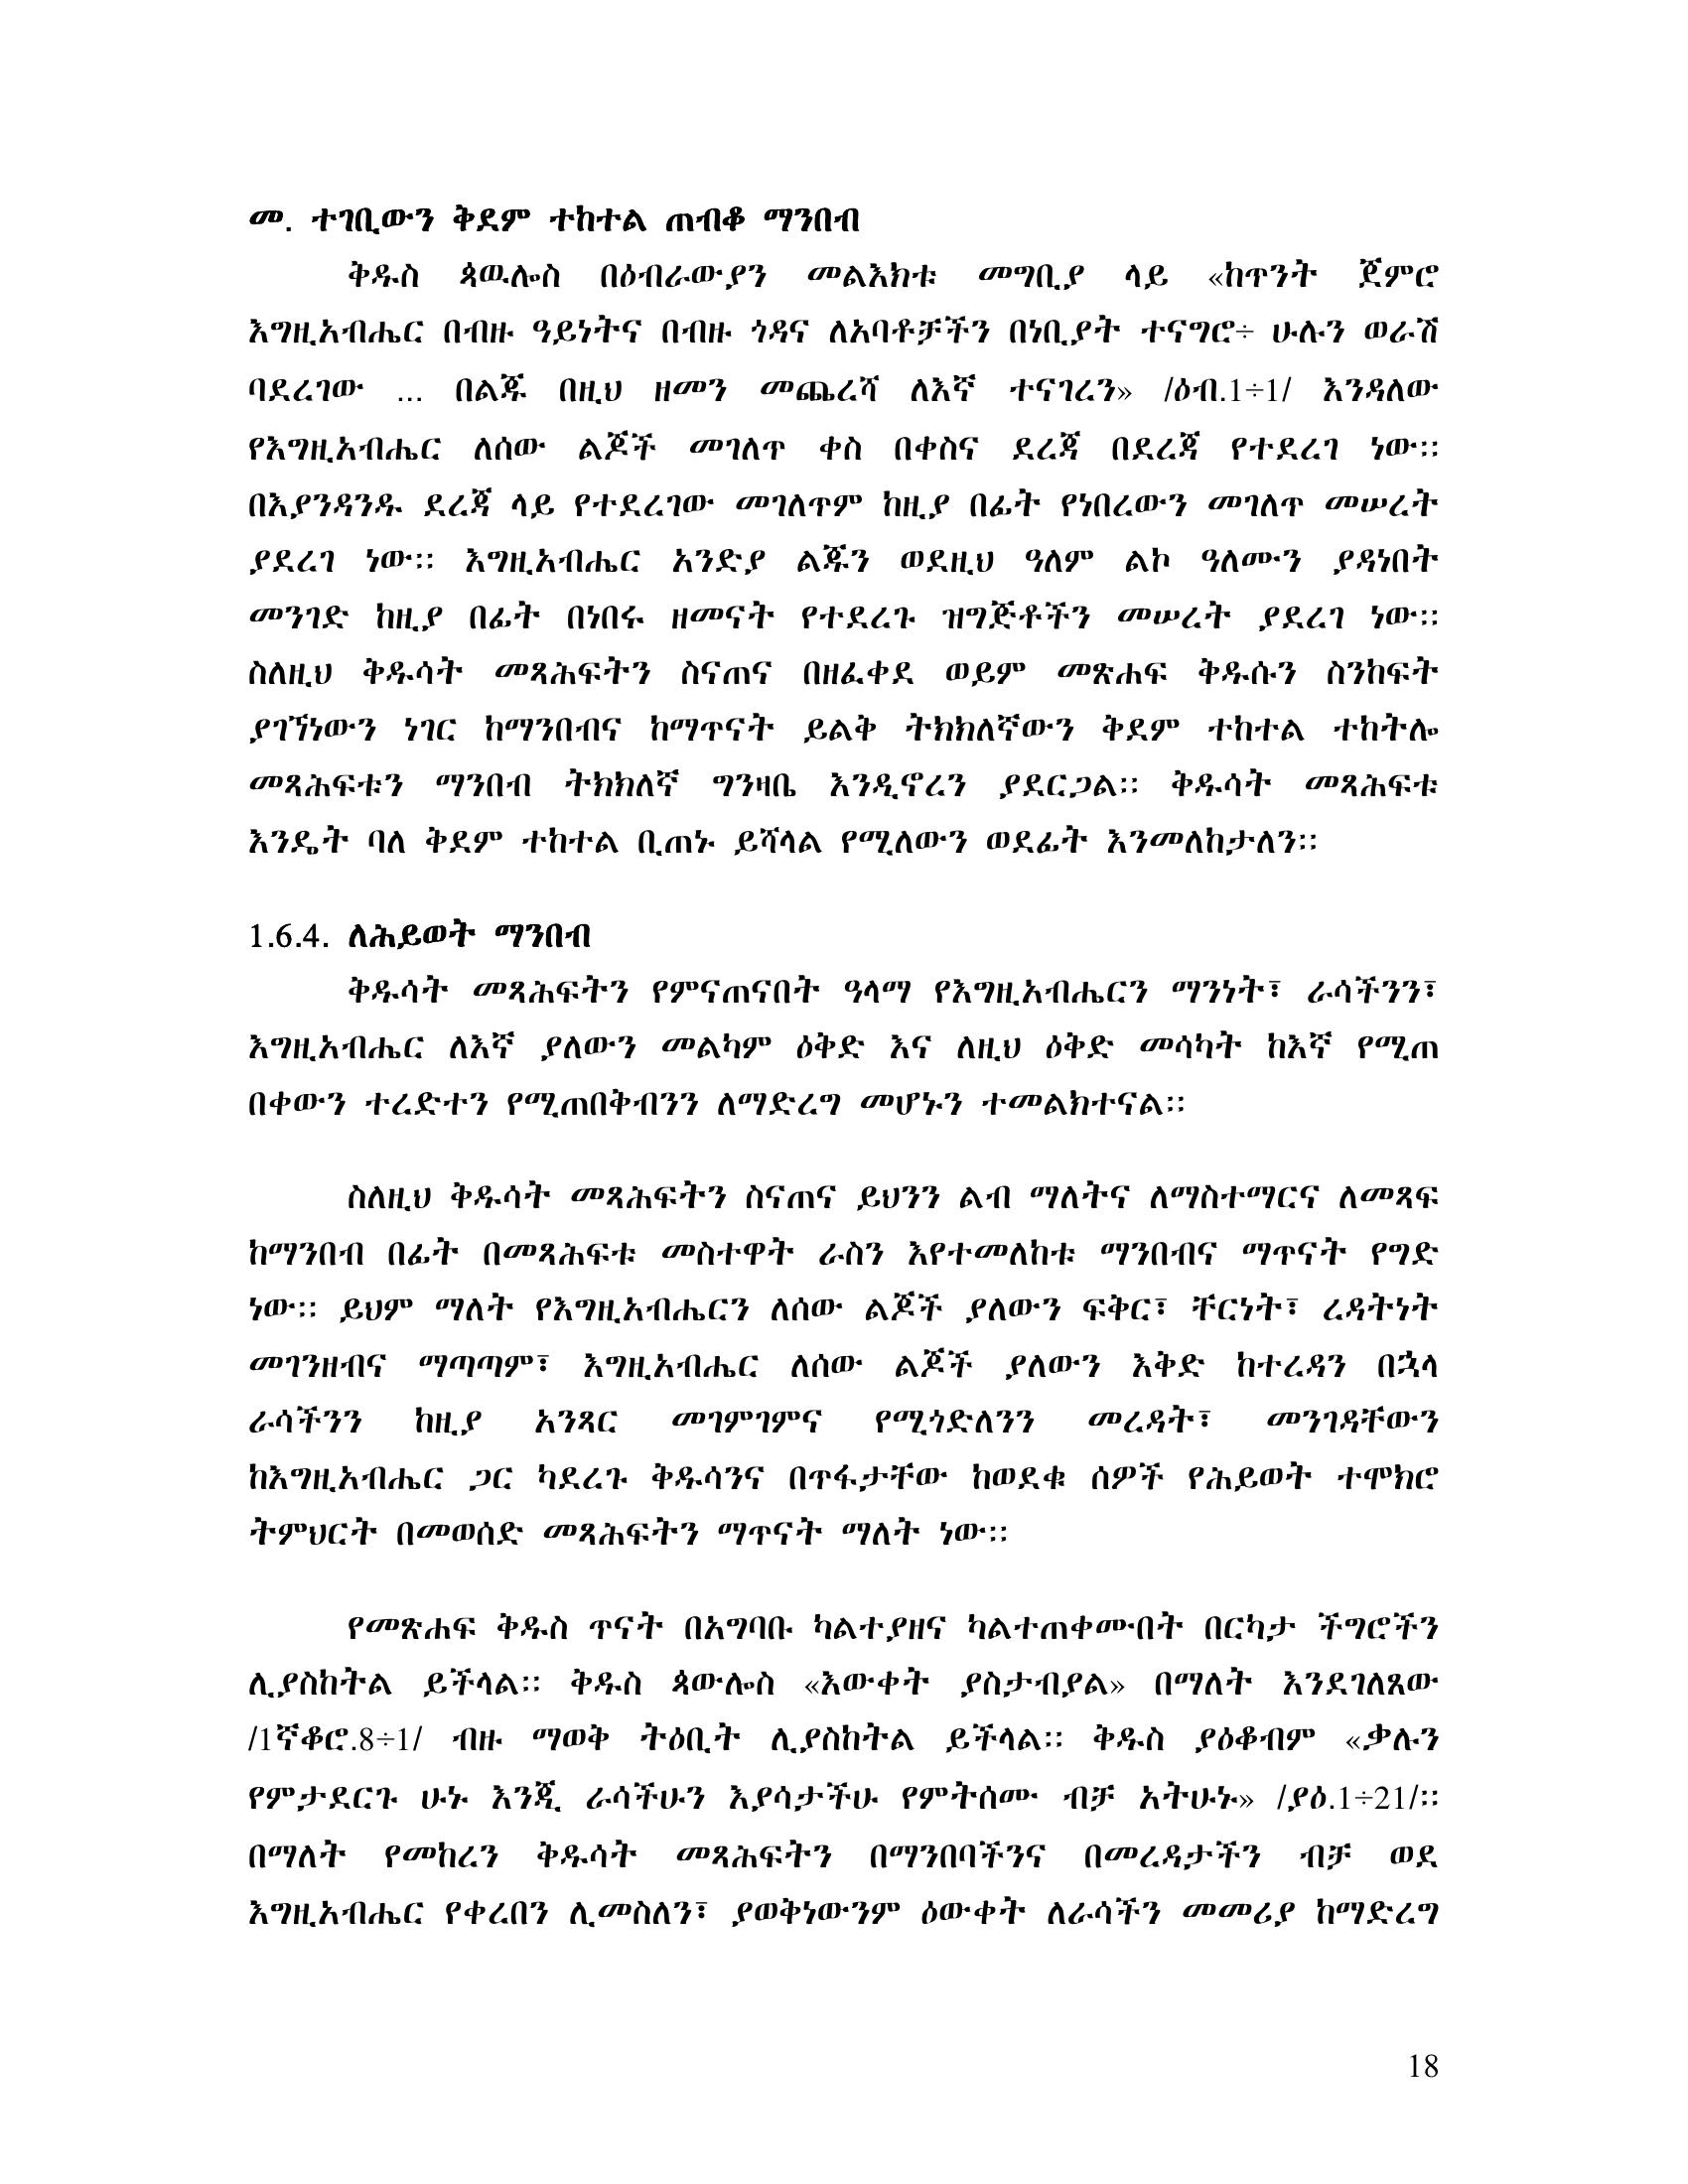 መ. ተገቢውን ቅደም ተከተል ጠብቆ ማንበብ
ቅዱስ ጳዉሎስ በዕብራውያን መልእክቱ መግቢያ ላይ «ከጥንት ጀምሮ
እግዚአብሔር በብዙ ዓይነትና በብዙ ጎዳና ለአባቶቻችን በነቢያት ተናግሮ÷ ሁሉን ወራሽ
ባደረገው ... በልጁ በዚህ ዘመን መጨረሻ ለእኛ ተናገረን» /ዕብ.1÷1/ እንዳለው
የእግዚአብሔር ለሰው ልጆች መገለጥ ቀስ በቀስና ደረጃ በደረጃ የተደረገ ነው፡፡
በእያንዳንዱ ደረጃ ላይ የተደረገው መገለጥም ከዚያ በፊት የነበረውን መገለጥ መሠረት
ያደረገ ነው፡፡ እግዚአብሔር አንድያ ልጁን ወደዚህ ዓለም ልኮ ዓለሙን ያዳነበት
መንገድ ከዚያ በፊት በነበሩ ዘመናት የተደረጉ ዝግጅቶችን መሠረት ያደረገ ነው፡፡
ስለዚህ ቅዱሳት መጻሕፍትን ስናጠና በዘፈቀደ ወይም መጽሐፍ ቅዱሱን ስንከፍት
ያገኘነውን ነገር ከማንበብና ከማጥናት ይልቅ ትክክለኛውን ቅደም ተከተል ተከትሎ
መጻሕፍቱን ማንበብ ትክክለኛ ግንዛቤ እንዲኖረን ያደርጋል፡፡ ቅዱሳት መጻሕፍቱ
እንዴት ባለ ቅደም ተከተል ቢጠኑ ይሻላል የሚለውን ወደፊት እንመለከታለን፡፡
1.6.4. ለሕይወት ማንበብ
ቅዱሳት መጻሕፍትን የምናጠናበት ዓላማ የእግዚአብሔርን ማንነት፣ ራሳችንን፣
እግዚአብሔር ለእኛ ያለውን መልካም ዕቅድ እና ለዚህ ዕቅድ መሳካት ከእኛ የሚጠ
በቀውን ተረድተን የሚጠበቅብንን ለማድረግ መሆኑን ተመልክተናል፡፡
ስለዚህ ቅዱሳት መጻሕፍትን ስናጠና ይህንን ልብ ማለትና ለማስተማርና ለመጻፍ
ከማንበብ በፊት በመጻሕፍቱ መስተዋት ራስን እየተመለከቱ ማንበብና ማጥናት የግድ
ነው፡፡ ይህም ማለት የእግዚአብሔርን ለሰው ልጆች ያለውን ፍቅር፣ ቸርነት፣ ረዳትነት
መገንዘብና ማጣጣም፣ እግዚአብሔር ለሰው ልጆች ያለውን እቅድ ከተረዳን በኋላ
ራሳችንን ከዚያ አንጻር መገምገምና የሚጎድለንን መረዳት፣ መንገዳቸውን
ከእግዚአብሔር ጋር ካደረጉ ቅዱሳንና በጥፋታቸው ከወደቁ ሰዎች የሕይወት ተሞክሮ
ትምህርት በመወሰድ መጻሕፍትን ማጥናት ማለት ነው፡፡
የመጽሐፍ ቅዱስ ጥናት በአግባቡ ካልተያዘና ካልተጠቀሙበት በርካታ ችግሮችን
ሊያስከትል ይችላል፡፡ ቅዱስ ጳውሎስ «እውቀት ያስታብያል» በማለት እንደገለጸው
/1ኛቆሮ.8÷1/ ብዙ ማወቅ ትዕቢት ሊያስከትል ይችላል፡፡ ቅዱስ ያዕቆብም «ቃሉን
የምታደርጉ ሁኑ እንጂ ራሳችሁን እያሳታችሁ የምትሰሙ ብቻ አትሁኑ» /ያዕ.1÷21/፡፡
በማለት የመከረን ቅዱሳት መጻሕፍትን በማንበባችንና በመረዳታችን ብቻ ወደ
እግዚአብሔር የቀረበን ሊመስለን፣ ያወቅነውንም ዕውቀት ለራሳችን መመሪያ ከማድረግ
18